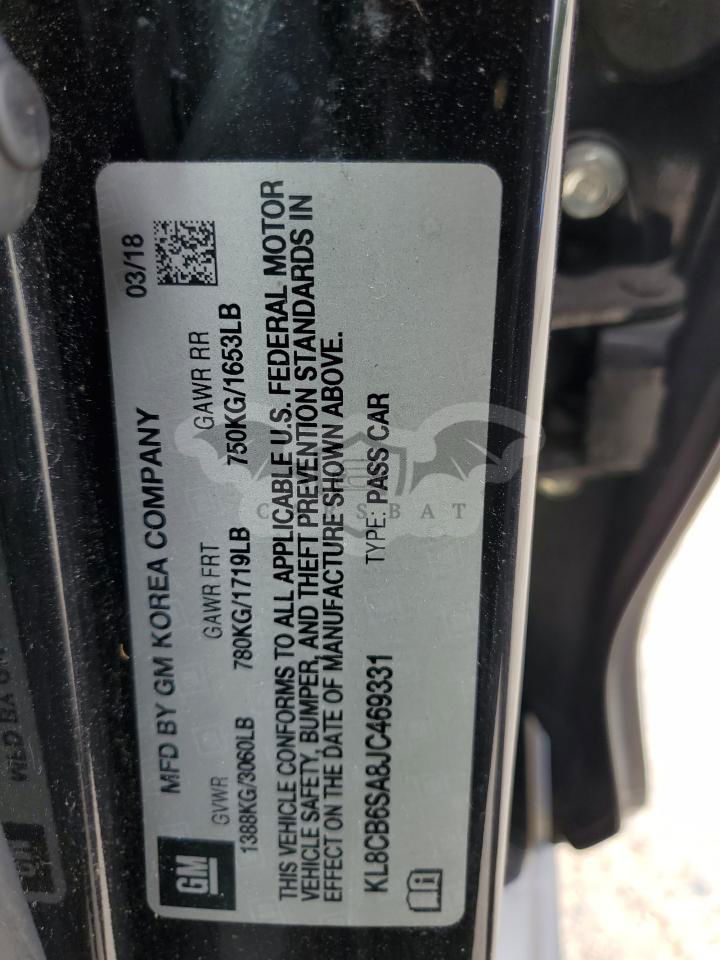 MFD BY GM KOREA COMPANY 03/18
GM
GVWR GAWR FRT GAWR RR
1388KG/3060LB 780KG/1719LB 750KG/1653LB
THIS VEHICLE CONFORMS TO ALL APPLICABLE U.S. FEDERAL MOTOR
VEHICLE SAFETY, BUMPER, AND THEFT PREVENTION STANDARDS IN
EFFECT ON THE DATE OF MANUFACTURE SHOWN ABOVE.
KL8CB6SA8JC469331 TYPE: PASS CAR